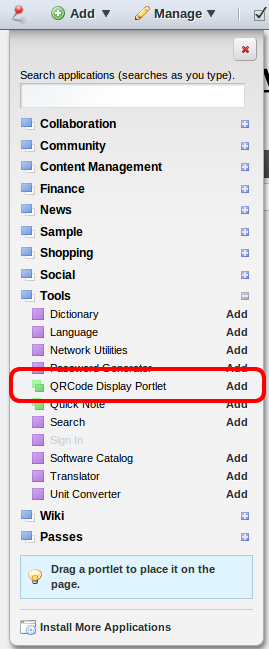 Add Manage
Search applications (searches as you type).
Collaboration
Community
Content Management
Finance
News
Sample
Shopping
Social
Tools
Dictionary Add
Language Add
Network Utilities Add
Password Generator Add
QRCode Display Portlet Add
Quick Note Add
Search Add
Sign In
Software Catalog Add
Translator Add
Unit Converter Add
Wiki
Passes
Drag a portlet to place it on the
page.
Install More Applications